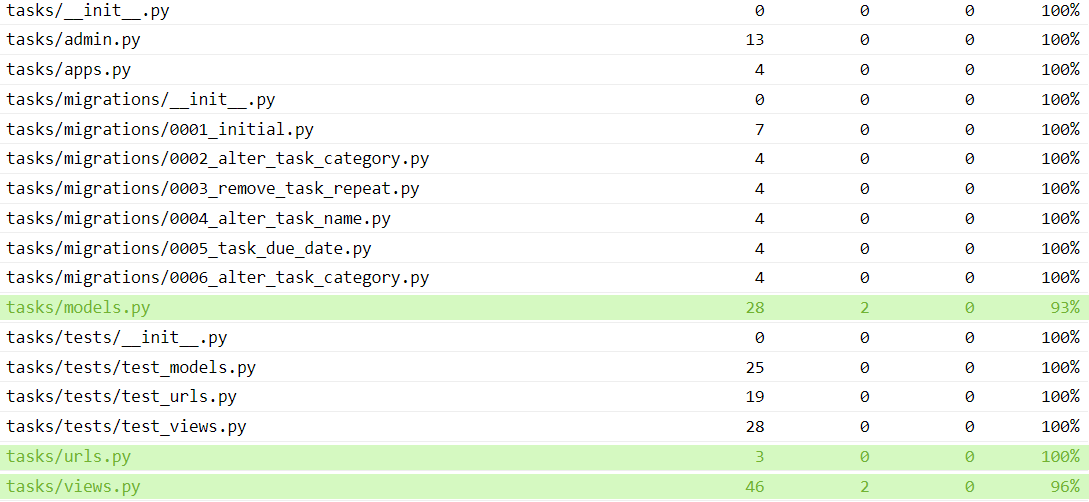 tasks/__init__.py 0 0 0 100%
tasks/admin.py 13 0 0 100%
tasks/apps.py 4 0 0 100%
tasks/migrations/__init__.py 0 0 0 100%
tasks/migrations/0001_initial.py 7 0 0 100%
tasks/migrations/0002_alter_task_category.py 4 0 0 100%
tasks/migrations/0003_remove_task_repeat.py 4 0 0 100%
tasks/migrations/0004_alter_task_name.py 4 0 0 100%
tasks/migrations/0005_task_due_date.py 4 0 0 100%
tasks/migrations/0006_alter_task_category.py 4 0 0 100%
tasks/models.py 28 2 0 93%
tasks/tests/__init__.py 0 0 0 100%
tasks/tests/test_models.py 25 0 0 100%
tasks/tests/test_urls.py 19 0 0 100%
tasks/tests/test_views.py 28 0 0 100%
tasks/urls.py 3 0 0 100%
tasks/views.py 46 2 0 96%